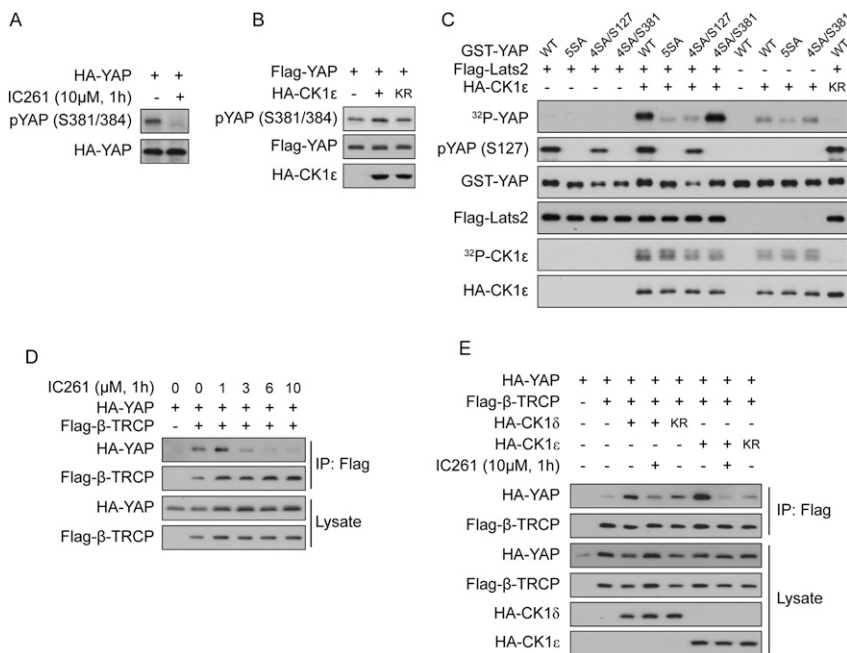 A
HA-YAP + +
IC261 (10µM, 1h) - +
pYAP (S381/384)
HA-YAP
B
Flag-YAP + + +
HA-CK1ε - + KR
pYAP (S381/384)
Flag-YAP
HA-CK1ε
C
GST-YAP WT 5SA 4SA/S127 4SA/S381 WT 5SA 4SA/S127 4SA/S381 WT WT 5SA 4SA/S381 WT
Flag-Lats2 + + + + + + + + - - - - +
HA-CK1ε - - - - + + + + - + + + KR
³²P-YAP
pYAP (S127)
GST-YAP
Flag-Lats2
³²P-CK1ε
HA-CK1ε
D
IC261 (µM, 1h) 0 0 1 3 6 10
HA-YAP + + + + + +
Flag-β-TRCP - + + + + +
HA-YAP
Flag-β-TRCP
IP: Flag
HA-YAP
Flag-β-TRCP
Lysate
E
HA-YAP + + + + + + + +
Flag-β-TRCP - + + + + + + +
HA-CK1δ - - + + KR - - -
HA-CK1ε - - - - - + + KR
IC261 (10µM, 1h) - - - + - - + -
HA-YAP
Flag-β-TRCP
IP: Flag
HA-YAP
Flag-β-TRCP
HA-CK1δ
HA-CK1ε
Lysate